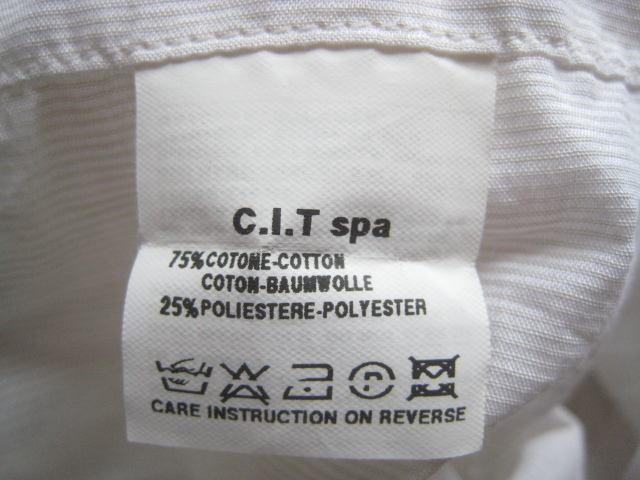 C.I.T spa
75%COTONE-COTTON
COTON-BAUMWOLLE
25%POLIESTERE-POLYESTER
P
CARE INSTRUCTION ON REVERSE